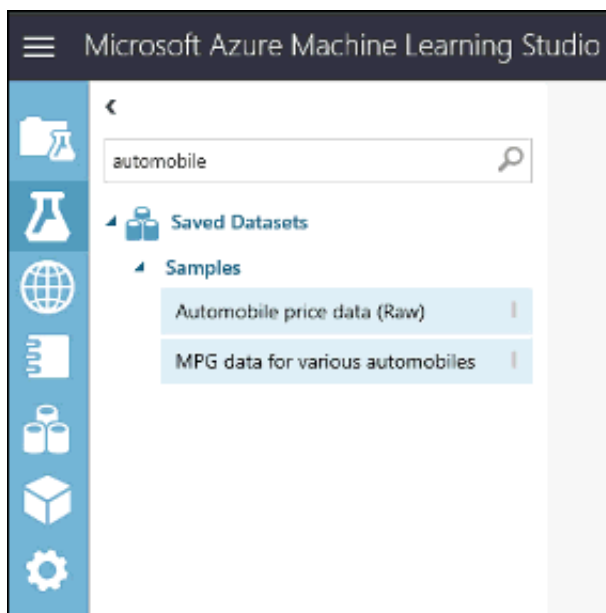 Microsoft Azure Machine Learning Studio
automobile
Saved Datasets
Samples
Automobile price data (Raw)
MPG data for various automobiles